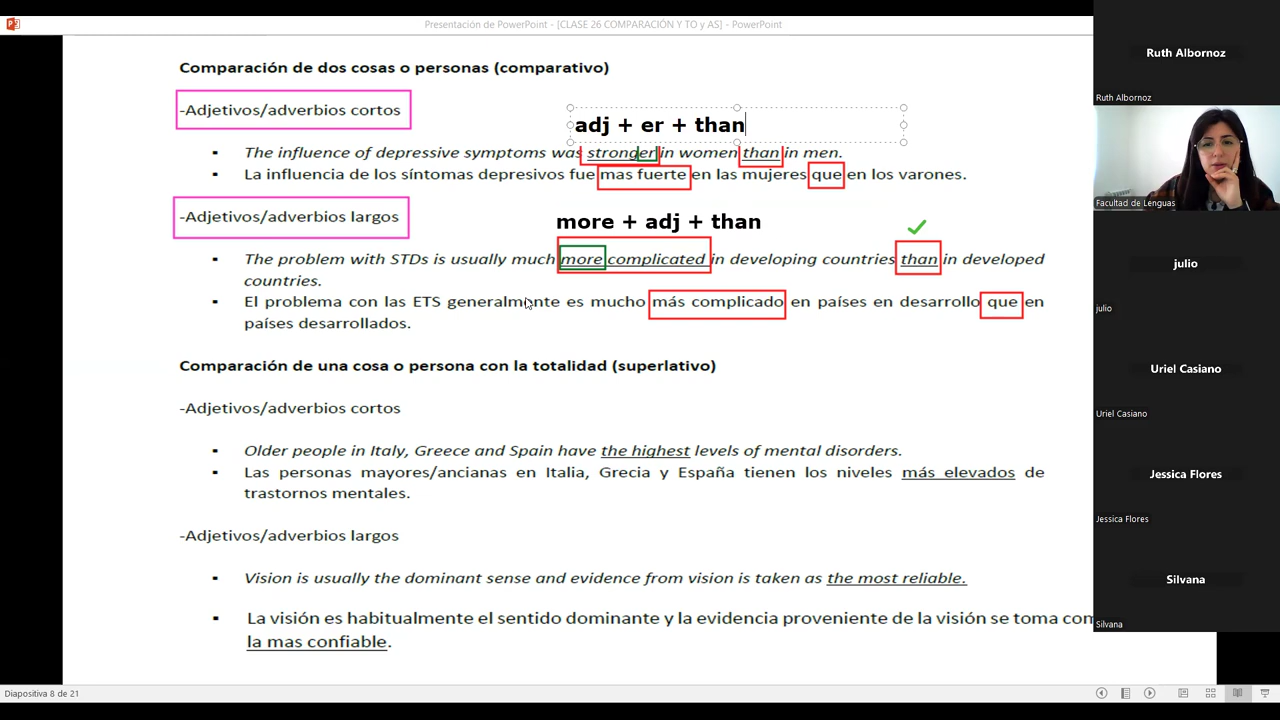 Presentación de PowerPoint - [CLASE 26 COMPARACIÓN Y TO y AS] - PowerPoint
Comparación de dos cosas o personas (comparativo)
-Adjetivos/adverbios cortos
adj + er + than
▪ The influence of depressive symptoms was stronger in women than in men.
▪ La influencia de los síntomas depresivos fue mas fuerte en las mujeres que en los varones.
-Adjetivos/adverbios largos
more + adj + than
▪ The problem with STDs is usually much more complicated in developing countries than in developed
countries.
▪ El problema con las ETS generalmente es mucho más complicado en países en desarrollo que en
países desarrollados.
Comparación de una cosa o persona con la totalidad (superlativo)
-Adjetivos/adverbios cortos
▪ Older people in Italy, Greece and Spain have the highest levels of mental disorders.
▪ Las personas mayores/ancianas en Italia, Grecia y España tienen los niveles más elevados de
trastornos mentales.
-Adjetivos/adverbios largos
▪ Vision is usually the dominant sense and evidence from vision is taken as the most reliable.
▪ La visión es habitualmente el sentido dominante y la evidencia proveniente de la visión se toma com
la mas confiable.
Diapositiva 8 de 21
Ruth Albornoz
Ruth Albornoz
Facultad de Lenguas
julio
julio
Uriel Casiano
Uriel Casiano
Jessica Flores
Jessica Flores
Silvana
Silvana